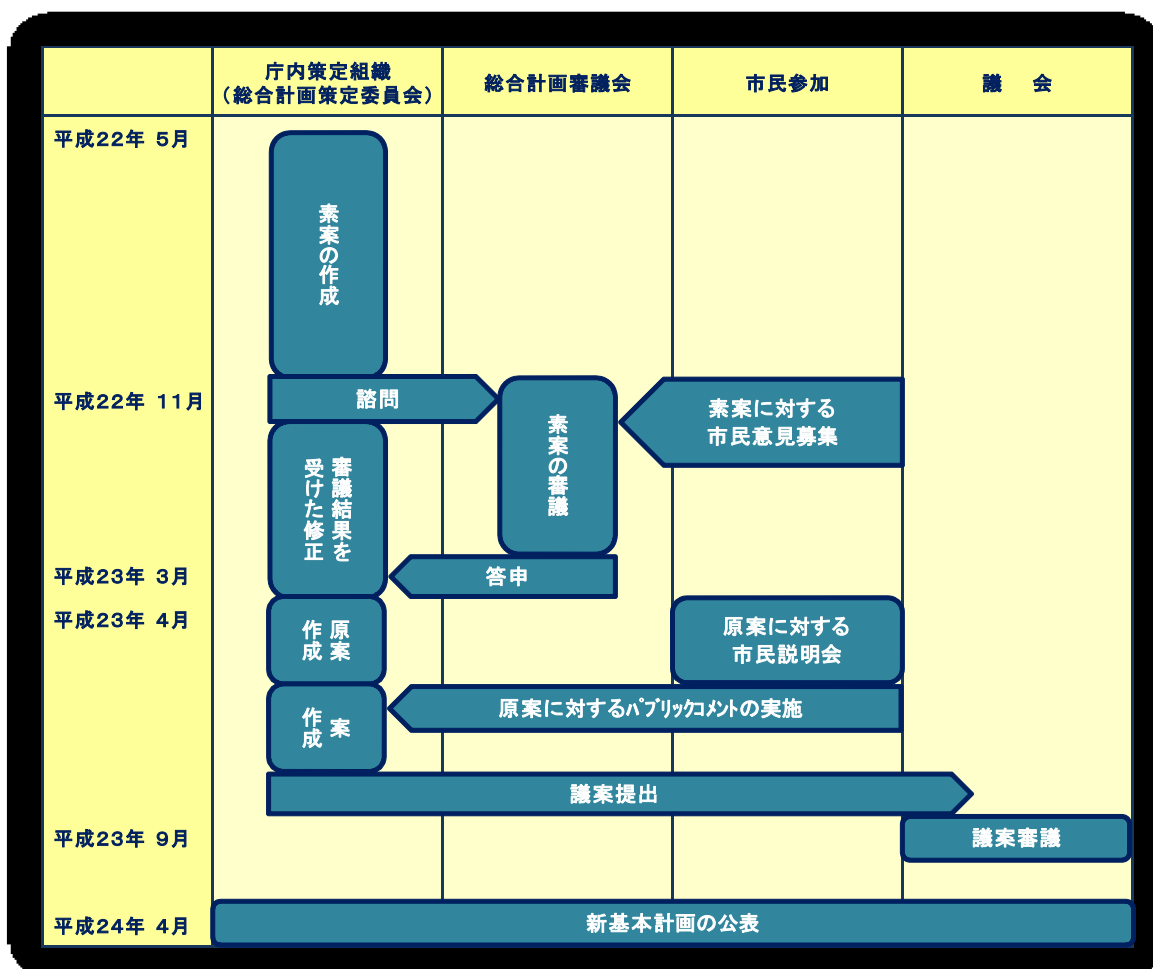 庁内策定組織
（総合計画策定委員会）
総合計画審議会
市民参加
議　会
平成２２年 ５月
素案の作成
平成２２年 １１月
諮問
素案の審議
素案に対する
市民意見募集
審議結果を
受けた修正
平成２３年 ３月
答申
平成２３年 ４月
原案
作成
原案に対する
市民説明会
案
作成
原案に対するﾊﾟﾌﾞﾘｯｸｺﾒﾝﾄの実施
議案提出
平成２３年 ９月
議案審議
平成２４年 ４月
新基本計画の公表